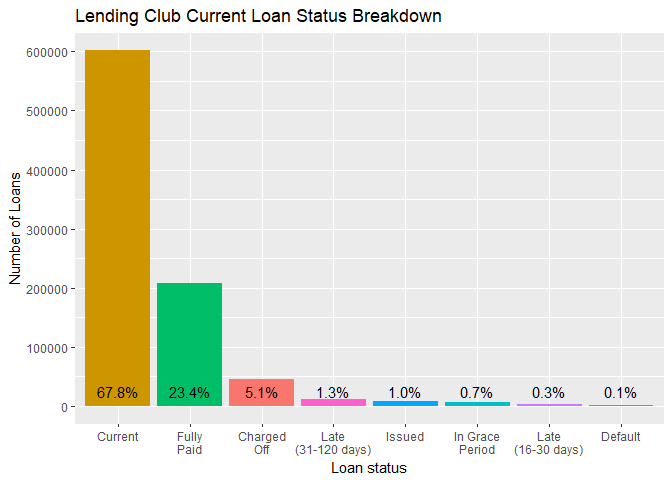 Lending Club Current Loan Status Breakdown
Number of Loans
600000
500000
400000
300000
200000
100000
0
67.8%
23.4%
5.1%
1.3%
1.0%
0.7%
0.3%
0.1%
Current
Fully
Paid
Charged
Off
Late
(31-120 days)
Issued
In Grace
Period
Late
(16-30 days)
Default
Loan status